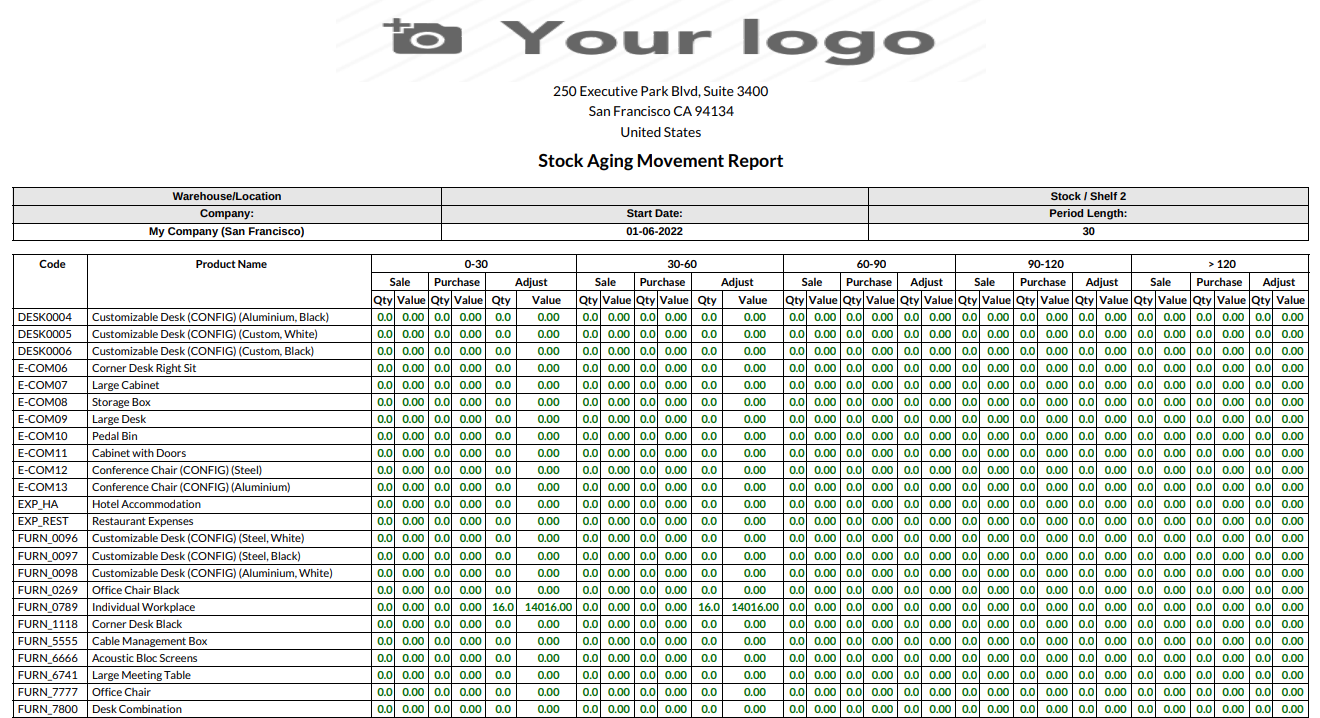 Your logo
250 Executive Park Blvd, Suite 3400
San Francisco CA 94134
United States
Stock Aging Movement Report
Warehouse/Location Stock / Shelf 2
Company: Start Date: Period Length:
My Company (San Francisco) 01-06-2022 30
Code Product Name 0-30 30-60 60-90 90-120 > 120
Sale Purchase Adjust Sale Purchase Adjust Sale Purchase Adjust Sale Purchase Adjust Sale Purchase Adjust
Qty Value Qty Value Qty Value Qty Value Qty Value Qty Value Qty Value Qty Value Qty Value Qty Value Qty Value Qty Value Qty Value Qty Value Qty Value
DESK0004 Customizable Desk (CONFIG) (Aluminium, Black) 0.0 0.00 0.0 0.00 0.0 0.00 0.0 0.00 0.0 0.00 0.0 0.00 0.0 0.00 0.0 0.00 0.0 0.00 0.0 0.00 0.0 0.00 0.0 0.00 0.0 0.00 0.0 0.00 0.0 0.00
DESK0005 Customizable Desk (CONFIG) (Custom, White) 0.0 0.00 0.0 0.00 0.0 0.00 0.0 0.00 0.0 0.00 0.0 0.00 0.0 0.00 0.0 0.00 0.0 0.00 0.0 0.00 0.0 0.00 0.0 0.00 0.0 0.00 0.0 0.00 0.0 0.00
DESK0006 Customizable Desk (CONFIG) (Custom, Black) 0.0 0.00 0.0 0.00 0.0 0.00 0.0 0.00 0.0 0.00 0.0 0.00 0.0 0.00 0.0 0.00 0.0 0.00 0.0 0.00 0.0 0.00 0.0 0.00 0.0 0.00 0.0 0.00 0.0 0.00
E-COM06 Corner Desk Right Sit 0.0 0.00 0.0 0.00 0.0 0.00 0.0 0.00 0.0 0.00 0.0 0.00 0.0 0.00 0.0 0.00 0.0 0.00 0.0 0.00 0.0 0.00 0.0 0.00 0.0 0.00 0.0 0.00 0.0 0.00
E-COM07 Large Cabinet 0.0 0.00 0.0 0.00 0.0 0.00 0.0 0.00 0.0 0.00 0.0 0.00 0.0 0.00 0.0 0.00 0.0 0.00 0.0 0.00 0.0 0.00 0.0 0.00 0.0 0.00 0.0 0.00 0.0 0.00
E-COM08 Storage Box 0.0 0.00 0.0 0.00 0.0 0.00 0.0 0.00 0.0 0.00 0.0 0.00 0.0 0.00 0.0 0.00 0.0 0.00 0.0 0.00 0.0 0.00 0.0 0.00 0.0 0.00 0.0 0.00 0.0 0.00
E-COM09 Large Desk 0.0 0.00 0.0 0.00 0.0 0.00 0.0 0.00 0.0 0.00 0.0 0.00 0.0 0.00 0.0 0.00 0.0 0.00 0.0 0.00 0.0 0.00 0.0 0.00 0.0 0.00 0.0 0.00 0.0 0.00
E-COM10 Pedal Bin 0.0 0.00 0.0 0.00 0.0 0.00 0.0 0.00 0.0 0.00 0.0 0.00 0.0 0.00 0.0 0.00 0.0 0.00 0.0 0.00 0.0 0.00 0.0 0.00 0.0 0.00 0.0 0.00 0.0 0.00
E-COM11 Cabinet with Doors 0.0 0.00 0.0 0.00 0.0 0.00 0.0 0.00 0.0 0.00 0.0 0.00 0.0 0.00 0.0 0.00 0.0 0.00 0.0 0.00 0.0 0.00 0.0 0.00 0.0 0.00 0.0 0.00 0.0 0.00
E-COM12 Conference Chair (CONFIG) (Steel) 0.0 0.00 0.0 0.00 0.0 0.00 0.0 0.00 0.0 0.00 0.0 0.00 0.0 0.00 0.0 0.00 0.0 0.00 0.0 0.00 0.0 0.00 0.0 0.00 0.0 0.00 0.0 0.00 0.0 0.00
E-COM13 Conference Chair (CONFIG) (Aluminium) 0.0 0.00 0.0 0.00 0.0 0.00 0.0 0.00 0.0 0.00 0.0 0.00 0.0 0.00 0.0 0.00 0.0 0.00 0.0 0.00 0.0 0.00 0.0 0.00 0.0 0.00 0.0 0.00 0.0 0.00
EXP_HA Hotel Accommodation 0.0 0.00 0.0 0.00 0.0 0.00 0.0 0.00 0.0 0.00 0.0 0.00 0.0 0.00 0.0 0.00 0.0 0.00 0.0 0.00 0.0 0.00 0.0 0.00 0.0 0.00 0.0 0.00 0.0 0.00
EXP_REST Restaurant Expenses 0.0 0.00 0.0 0.00 0.0 0.00 0.0 0.00 0.0 0.00 0.0 0.00 0.0 0.00 0.0 0.00 0.0 0.00 0.0 0.00 0.0 0.00 0.0 0.00 0.0 0.00 0.0 0.00 0.0 0.00
FURN_0096 Customizable Desk (CONFIG) (Steel, White) 0.0 0.00 0.0 0.00 0.0 0.00 0.0 0.00 0.0 0.00 0.0 0.00 0.0 0.00 0.0 0.00 0.0 0.00 0.0 0.00 0.0 0.00 0.0 0.00 0.0 0.00 0.0 0.00 0.0 0.00
FURN_0097 Customizable Desk (CONFIG) (Steel, Black) 0.0 0.00 0.0 0.00 0.0 0.00 0.0 0.00 0.0 0.00 0.0 0.00 0.0 0.00 0.0 0.00 0.0 0.00 0.0 0.00 0.0 0.00 0.0 0.00 0.0 0.00 0.0 0.00 0.0 0.00
FURN_0098 Customizable Desk (CONFIG) (Aluminium, White) 0.0 0.00 0.0 0.00 0.0 0.00 0.0 0.00 0.0 0.00 0.0 0.00 0.0 0.00 0.0 0.00 0.0 0.00 0.0 0.00 0.0 0.00 0.0 0.00 0.0 0.00 0.0 0.00 0.0 0.00
FURN_0269 Office Chair Black 0.0 0.00 0.0 0.00 0.0 0.00 0.0 0.00 0.0 0.00 0.0 0.00 0.0 0.00 0.0 0.00 0.0 0.00 0.0 0.00 0.0 0.00 0.0 0.00 0.0 0.00 0.0 0.00 0.0 0.00
FURN_0789 Individual Workplace 0.0 0.00 0.0 0.00 16.0 14016.00 0.0 0.00 0.0 0.00 16.0 14016.00 0.0 0.00 0.0 0.00 0.0 0.00 0.0 0.00 0.0 0.00 0.0 0.00 0.0 0.00 0.0 0.00 0.0 0.00
FURN_1118 Corner Desk Black 0.0 0.00 0.0 0.00 0.0 0.00 0.0 0.00 0.0 0.00 0.0 0.00 0.0 0.00 0.0 0.00 0.0 0.00 0.0 0.00 0.0 0.00 0.0 0.00 0.0 0.00 0.0 0.00 0.0 0.00
FURN_5555 Cable Management Box 0.0 0.00 0.0 0.00 0.0 0.00 0.0 0.00 0.0 0.00 0.0 0.00 0.0 0.00 0.0 0.00 0.0 0.00 0.0 0.00 0.0 0.00 0.0 0.00 0.0 0.00 0.0 0.00 0.0 0.00
FURN_6666 Acoustic Bloc Screens 0.0 0.00 0.0 0.00 0.0 0.00 0.0 0.00 0.0 0.00 0.0 0.00 0.0 0.00 0.0 0.00 0.0 0.00 0.0 0.00 0.0 0.00 0.0 0.00 0.0 0.00 0.0 0.00 0.0 0.00
FURN_6741 Large Meeting Table 0.0 0.00 0.0 0.00 0.0 0.00 0.0 0.00 0.0 0.00 0.0 0.00 0.0 0.00 0.0 0.00 0.0 0.00 0.0 0.00 0.0 0.00 0.0 0.00 0.0 0.00 0.0 0.00 0.0 0.00
FURN_7777 Office Chair 0.0 0.00 0.0 0.00 0.0 0.00 0.0 0.00 0.0 0.00 0.0 0.00 0.0 0.00 0.0 0.00 0.0 0.00 0.0 0.00 0.0 0.00 0.0 0.00 0.0 0.00 0.0 0.00 0.0 0.00
FURN_7800 Desk Combination 0.0 0.00 0.0 0.00 0.0 0.00 0.0 0.00 0.0 0.00 0.0 0.00 0.0 0.00 0.0 0.00 0.0 0.00 0.0 0.00 0.0 0.00 0.0 0.00 0.0 0.00 0.0 0.00 0.0 0.00